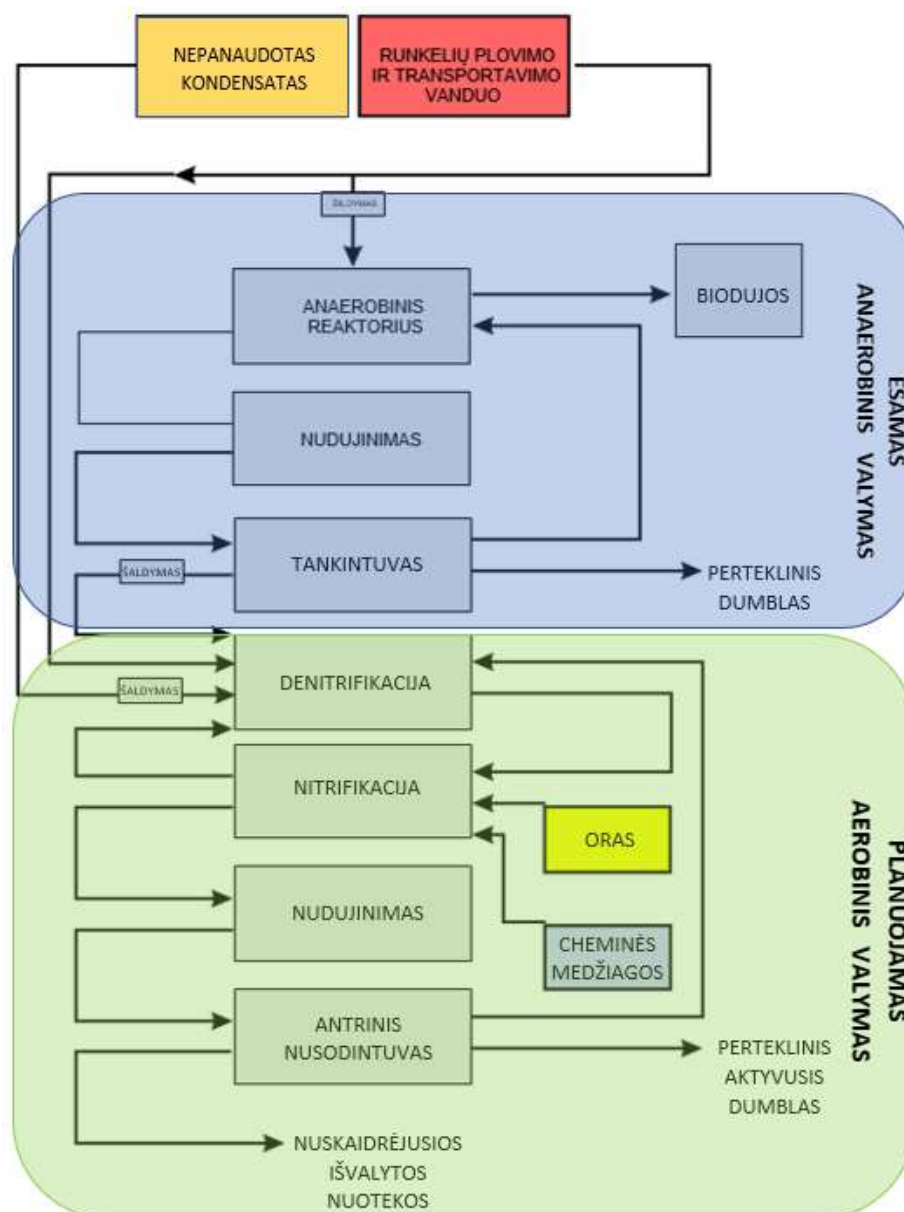 NEPANAUDOTAS
KONDENSATAS
RUNKELIŲ PLOVIMO
IR TRANSPORTAVIMO
VANDUO
ŠILDYMAS
ANAEROBINIS
REAKTORIUS
BIODUJOS
NUDUJINIMAS
TANKINTUVAS
ŠALDYMAS
PERTEKLINIS
DUMBLAS
ESAMAS
ANAEROBINIS VALYMAS
DENITRIFIKACIJA
ŠALDYMAS
NITRIFIKACIJA
ORAS
NUDUJINIMAS
CHEMINĖS
MEDŽIAGOS
ANTRINIS
NUSODINTUVAS
PERTEKLINIS
AKTYVUSIS
DUMBLAS
NUSKAIDRĖJUSIOS
IŠVALYTOS
NUOTEKOS
PLANUOJAMAS
AEROBINIS VALYMAS